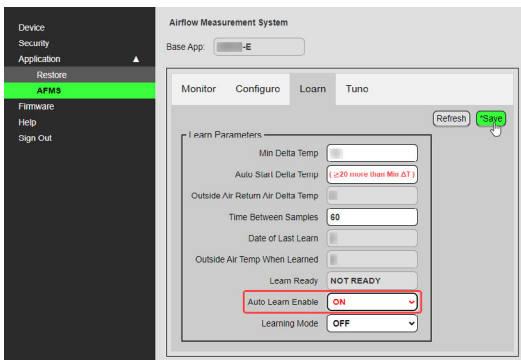 Device
Security
Application ▲
Restore
AFMS
Firmware
Help
Sign Out
Airflow Measurement System
Base App: -E
Monitor Configuro Learn Tuno
Refresh *Save
Learn Parameters
Min Delta Temp
Auto Start Delta Temp (≥20 more than Min ΔT)
Outside Air Return Air Delta Temp
Time Between Samples 60
Date of Last Learn
Outside Air Temp When Learned
Learn Ready NOT READY
Auto Learn Enable ON
Learning Mode OFF